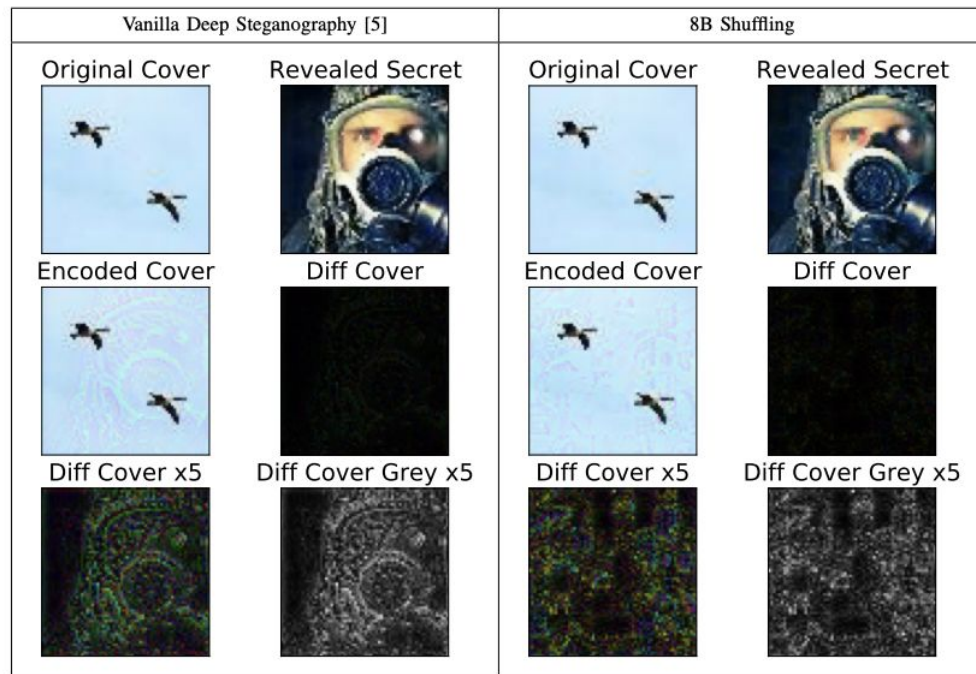 Vanilla Deep Steganography [5]
8B Shuffling
Original Cover
Revealed Secret
Original Cover
Revealed Secret
Encoded Cover
Diff Cover
Encoded Cover
Diff Cover
Diff Cover x5
Diff Cover Grey x5
Diff Cover x5
Diff Cover Grey x5